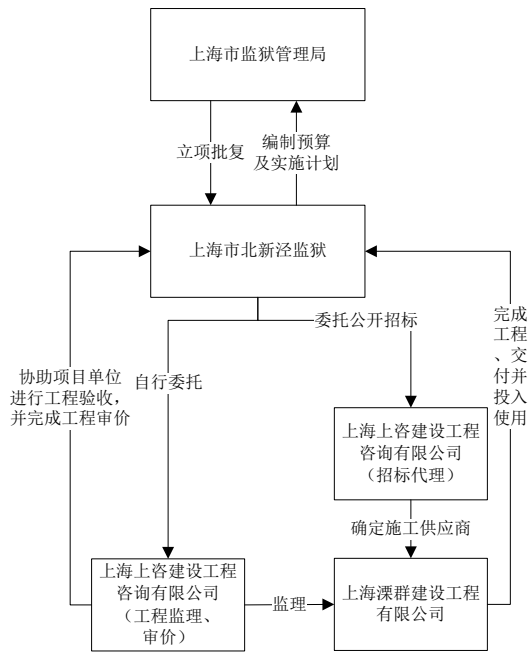 上海市监狱管理局
立项批复
编制预算
及实施计划
上海市北新泾监狱
委托公开招标
完成
工程
、交
付并
投入
使用
协助项目单位
进行工程验收，
并完成工程审价
自行委托
上海上咨建设工程
咨询有限公司
（招标代理）
确定施工供应商
上海上咨建设工程
咨询有限公司
（工程监理、
审价）
监理
上海溧群建设工程
有限公司